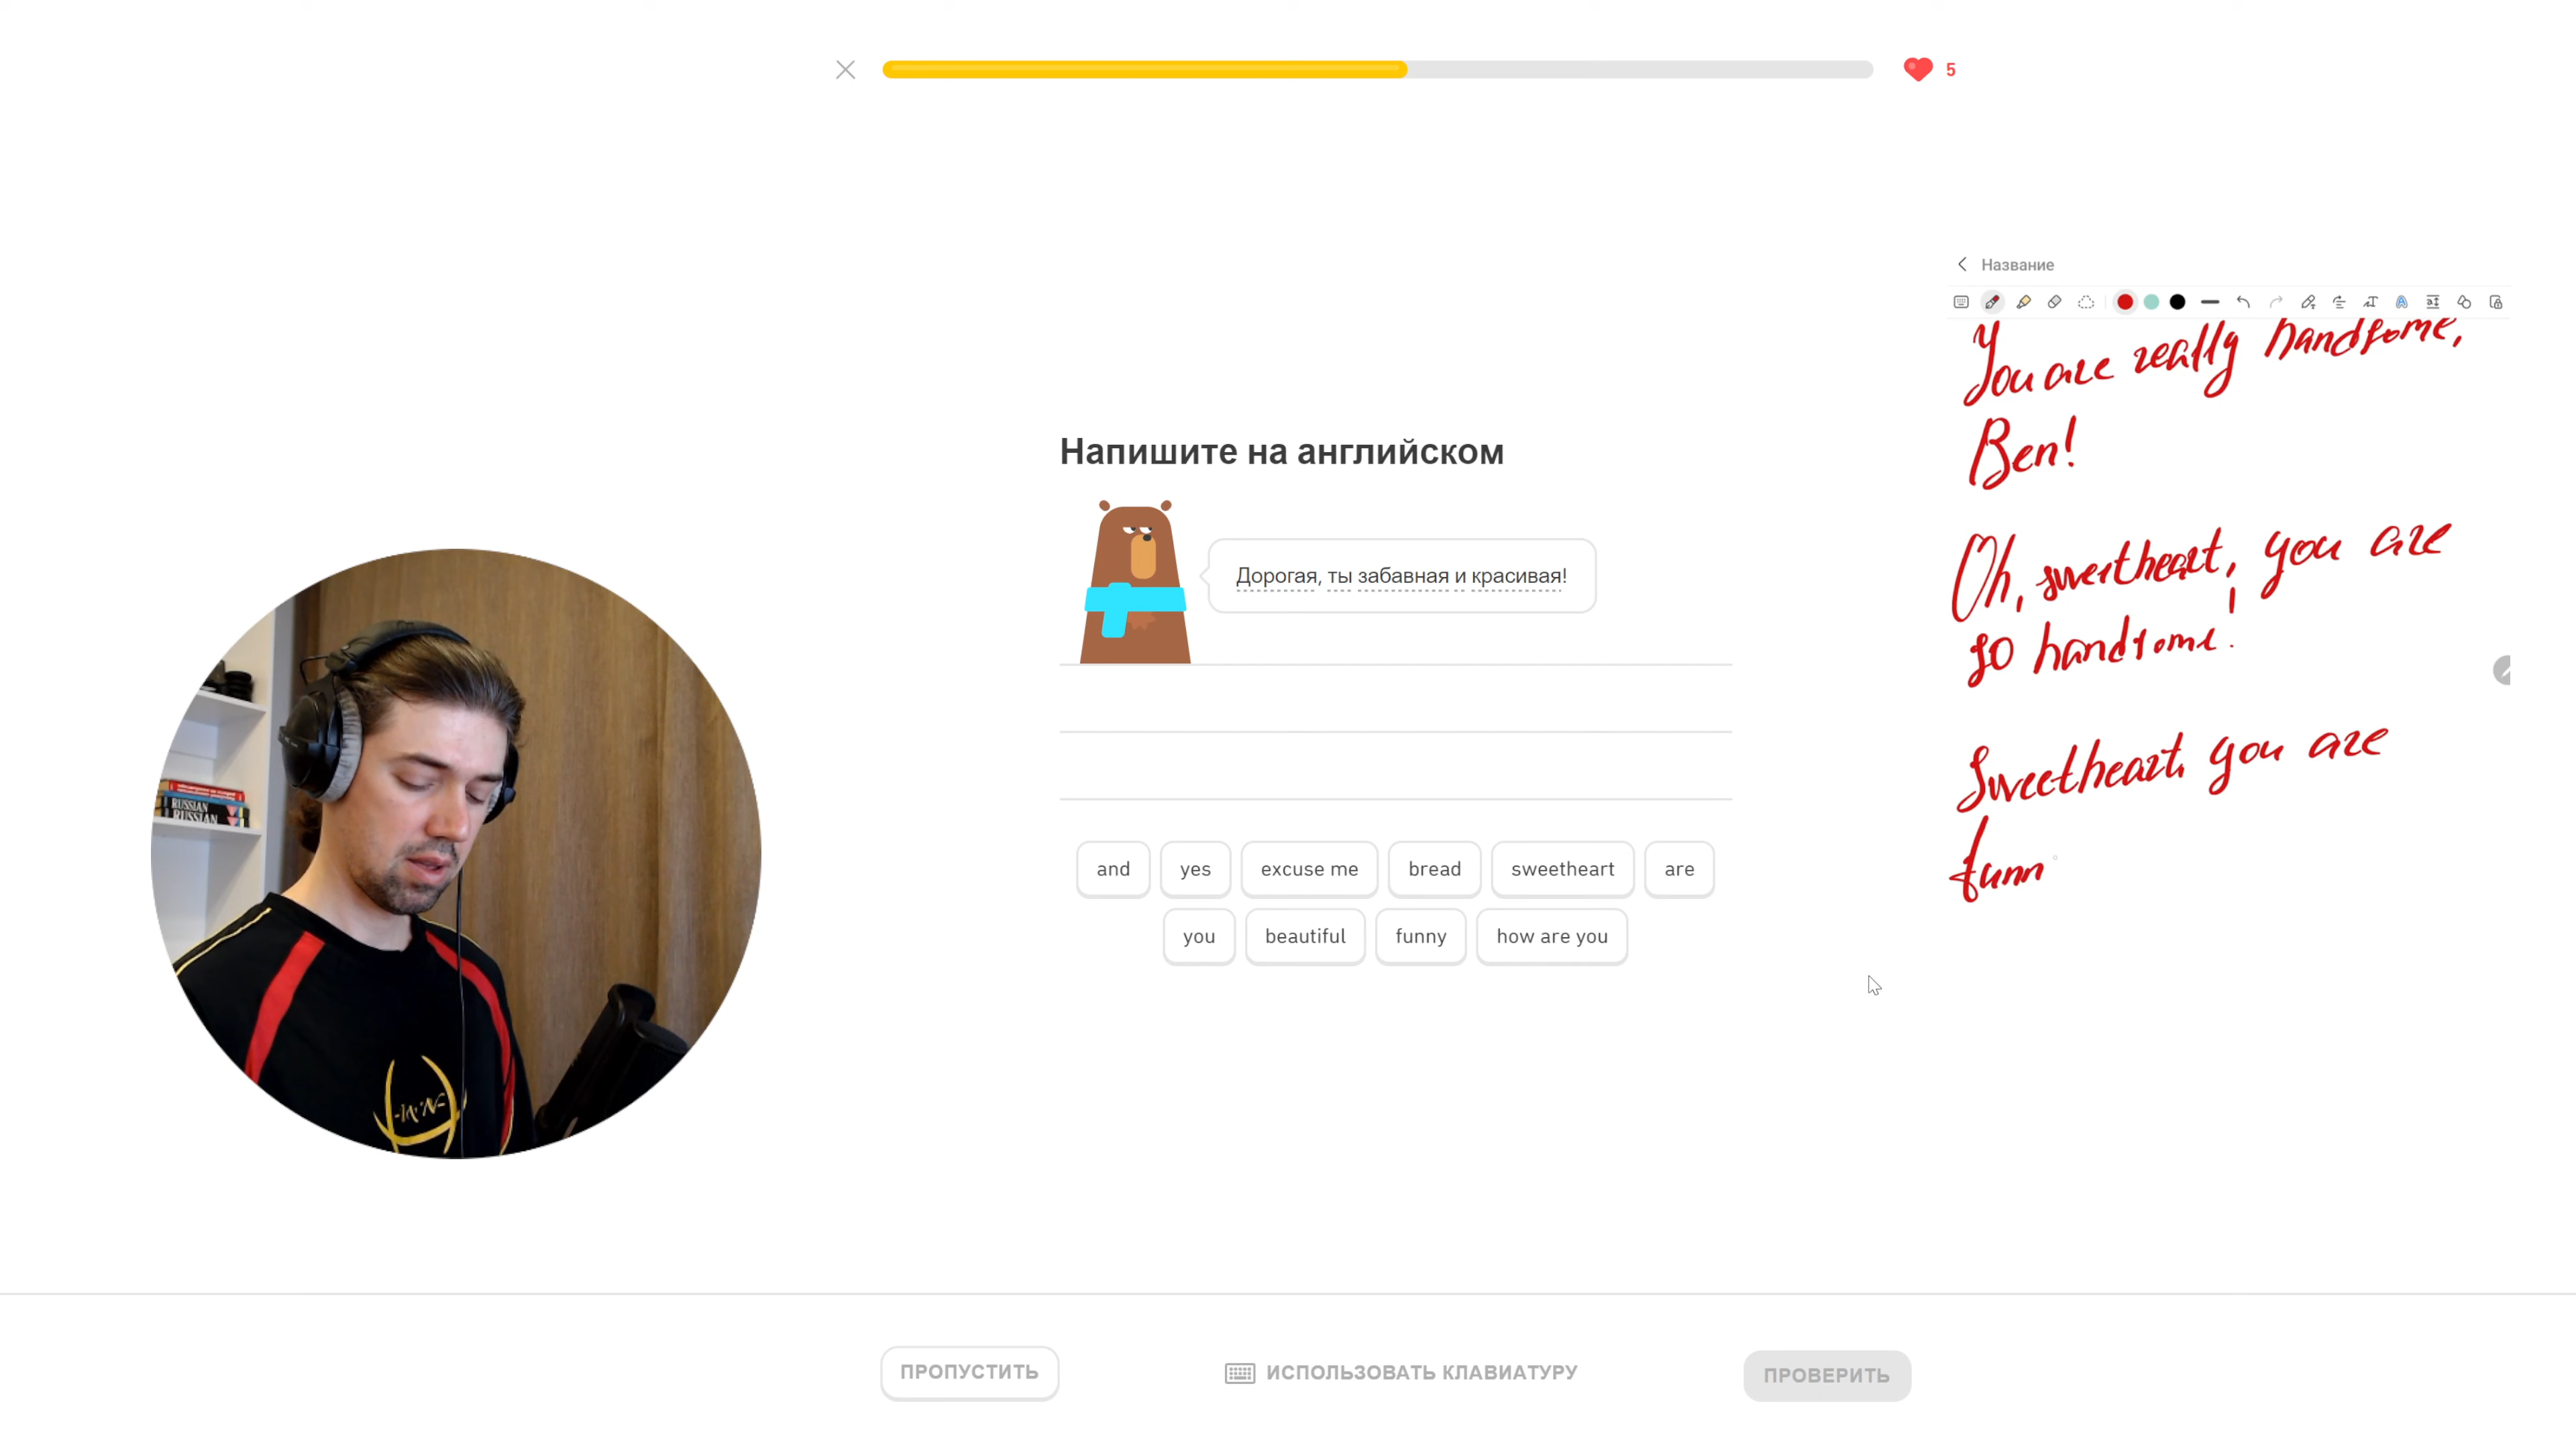 5
Название
You are really handsome,
Ben!
Напишите на английском
Дорогая, ты забавная и красивая!
Oh, sweetheart, you are
so handsome!
Sweetheart, you are
funn
RUSSIAN
RUSSIAN
and yes excuse me bread sweetheart are
you beautiful funny how are you
ПРОПУСТИТЬ
ИСПОЛЬЗОВАТЬ КЛАВИАТУРУ
ПРОВЕРИТЬ